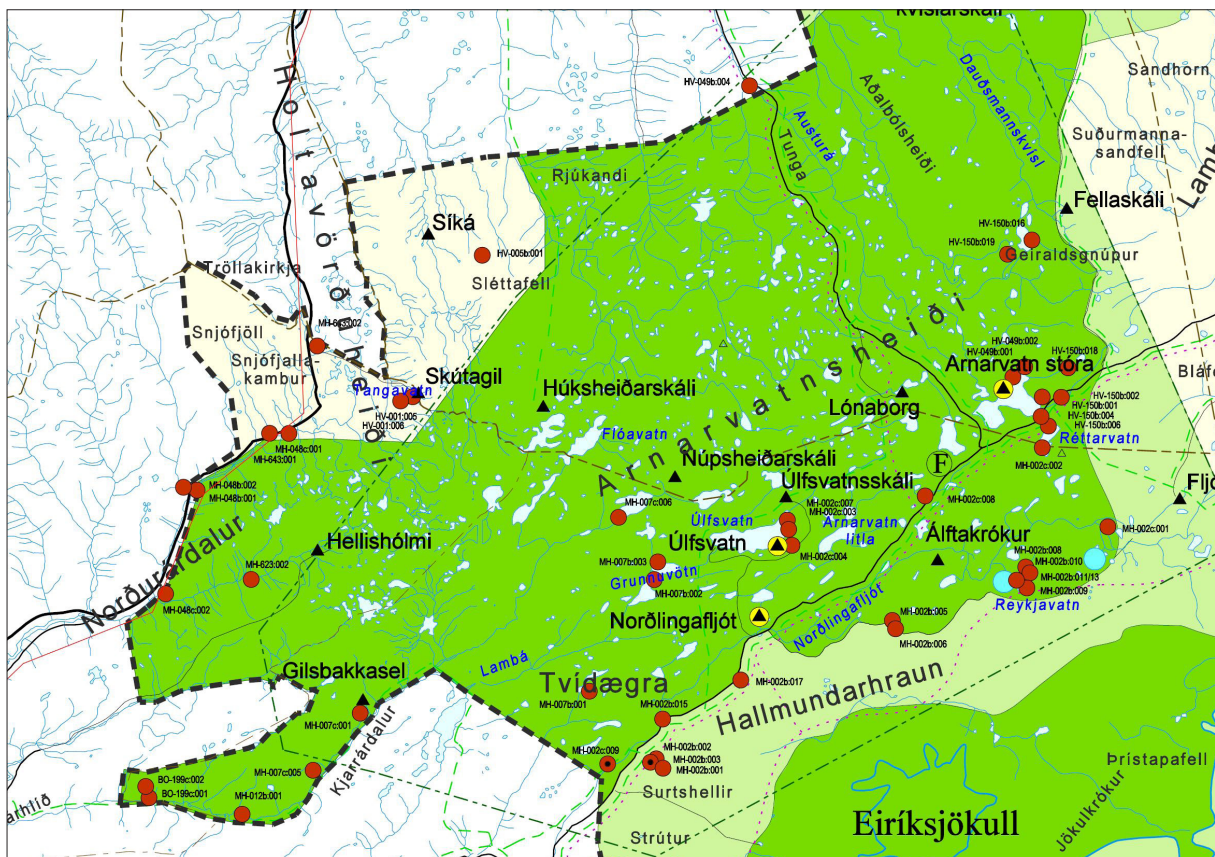 kvíslarskáli
Sandhorn
HV-049b:004
Dauðsmannskvísl
Aðalbólsheiði
Austurá
Tunga
Suðurmanna-
sandfell
Holtavörðuheiði
Rjúkandi
Fellaskáli
Síká
HV-150b:016
HV-150b:019
Geiraldsgnúpur
HV-005b:001
Sléttafell
Tröllakirkja
Snjófjöll
Snjófjalla-
kambur
HV-049b:002
HV-049b:001
HV-150b:018
Arnarvatn stóra
Skútagil
Tangavatn
HV-001:005
HV-001:006
Húksheiðarskáli
Lónaborg
HV-150b:002
HV-150b:001
HV-150b:004
HV-150b:006
Réttarvatn
Flóavatn
Arnarvatnsheiði
MH-048c:001
MH-643:001
MH-002c:002
F
Núpsheiðarskáli
Úlfsvatnsskáli
MH-048b:002
MH-048b:001
MH-007c:006
MH-002c:007
MH-002c:003
MH-002c:008
Úlfsvatn
Arnarvatn
litla
MH-002c:001
Úlfsvatn
MH-002c:004
Álftakrókur
Hellishólmi
MH-007b:003
MH-002b:008
MH-002b:010
MH-623:002
Grunnuvötn
MH-007b:002
MH-002b:011/13
MH-002b:009
Norðurárdalur
MH-048c:002
Reykjavatn
Norðlingafljót
MH-002b:005
Norðlingafljót
MH-002b:006
Lambá
Gilsbakkasel
Tvídægra
MH-002b:017
Hallmundarhraun
MH-007b:001
MH-007c:001
MH-002b:015
Kjarrárdalur
MH-002b:002
MH-002c:009
MH-002b:003
MH-002b:001
Þrístapafell
BO-199c:002
MH-007c:005
BO-199c:001
Surtshellir
MH-012b:001
Eiríksjökull
Strútur
Jökulkrókur